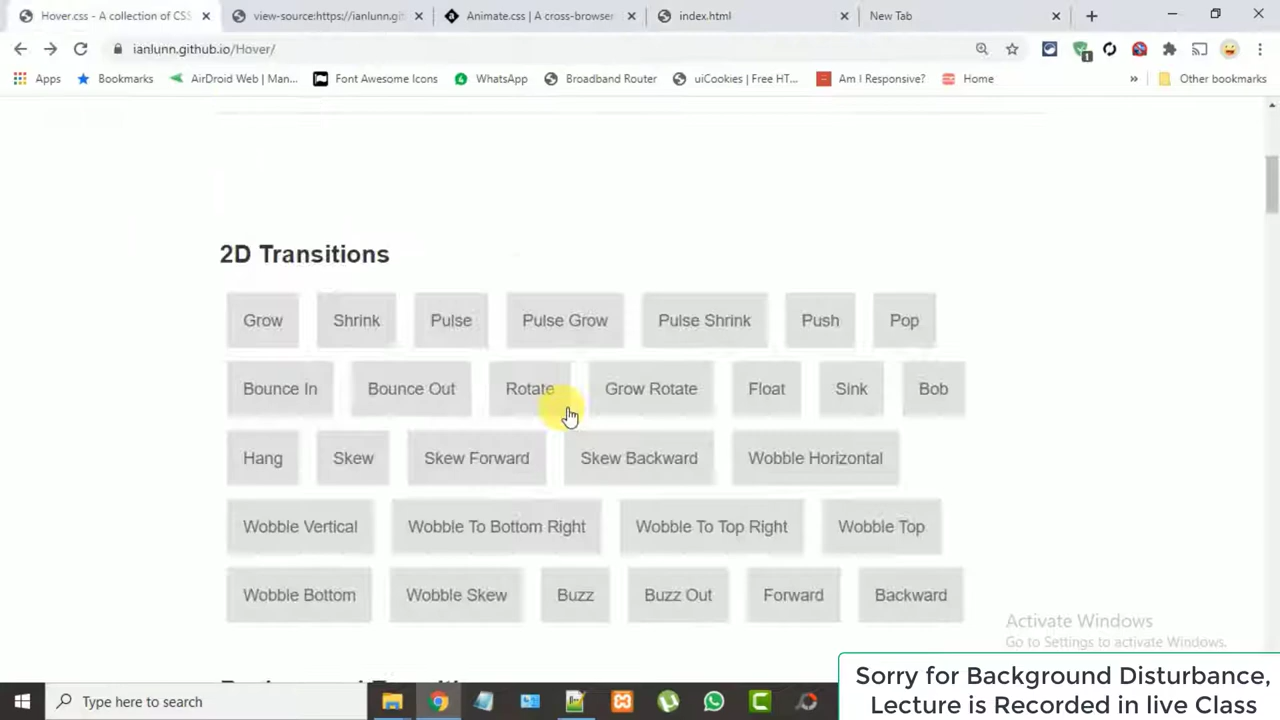 Hover.css - A collection of CSS
view-source:https://ianlunn.git
Animate.css | A cross-browser
index.html
New Tab
ianlunn.github.io/Hover/
1
Apps
Bookmarks
AirDroid Web | Man...
Font Awesome Icons
WhatsApp
Broadband Router
uiCookies | Free HT...
Am I Responsive?
Home
»
Other bookmarks
2D Transitions
Grow
Shrink
Pulse
Pulse Grow
Pulse Shrink
Push
Pop
Bounce In
Bounce Out
Rotate
Grow Rotate
Float
Sink
Bob
Hang
Skew
Skew Forward
Skew Backward
Wobble Horizontal
Wobble Vertical
Wobble To Bottom Right
Wobble To Top Right
Wobble Top
Wobble Bottom
Wobble Skew
Buzz
Buzz Out
Forward
Backward
Activate Windows
Go to Settings to activate Windows.
Sorry for Background Disturbance,
Lecture is Recorded in live Class
Type here to search